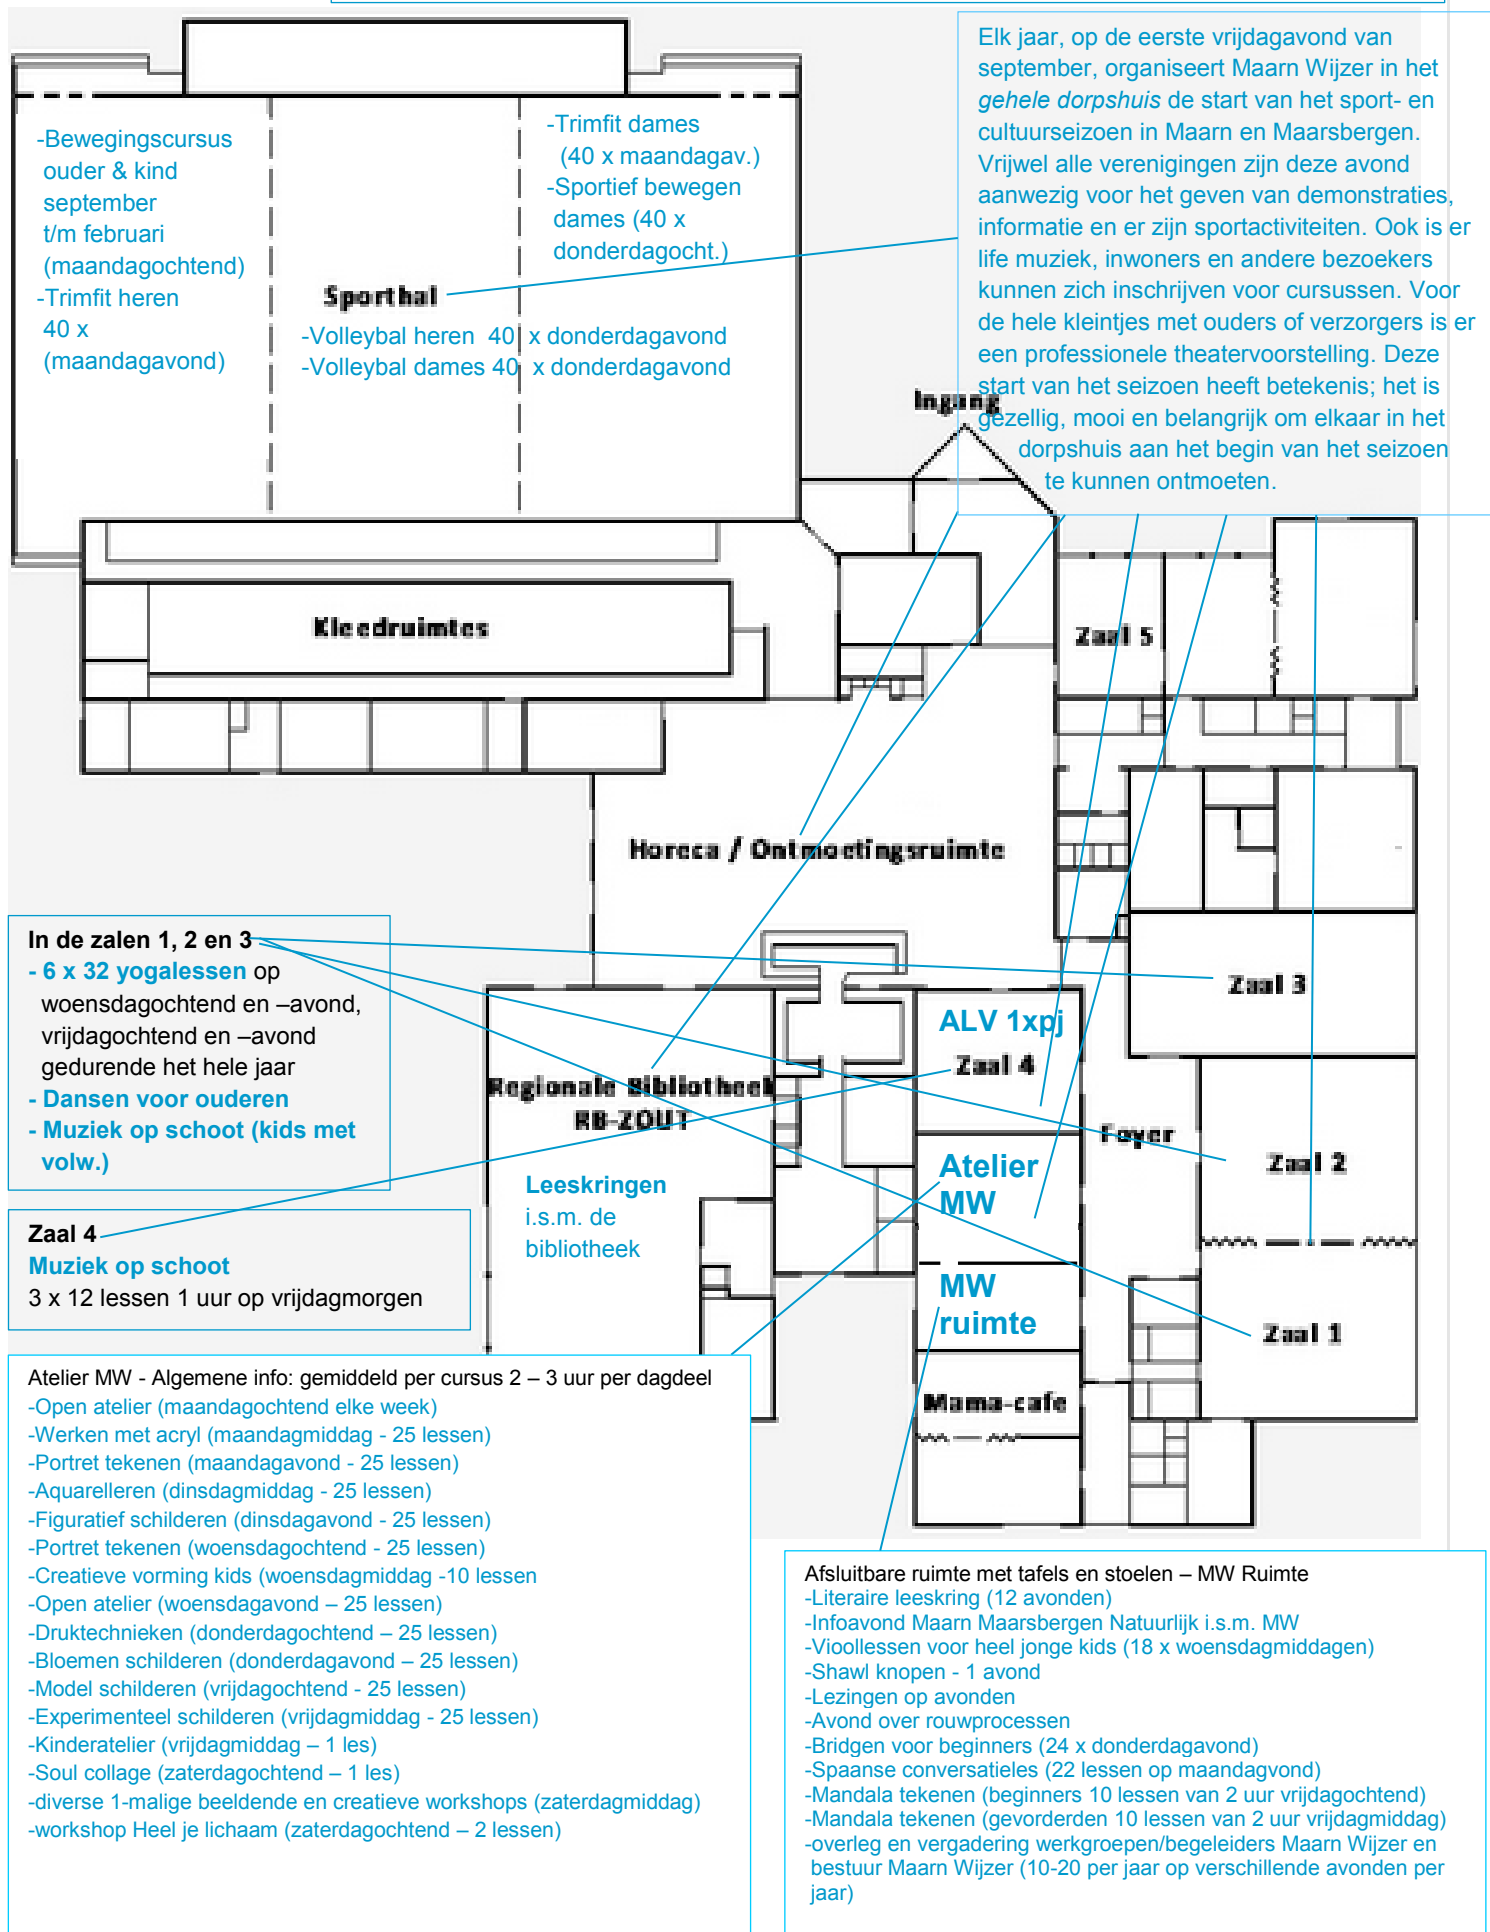 Elk jaar, op de eerste vrijdagavond van
september, organiseert Maarn Wijzer in het
gehele dorpshuis de start van het sport- en
cultuurseizoen in Maarn en Maarsbergen.
Vrijwel alle verenigingen zijn deze avond
aanwezig voor het geven van demonstraties,
informatie en er zijn sportactiviteiten. Ook is er
life muziek, inwoners en andere bezoekers
kunnen zich inschrijven voor cursussen. Voor
de hele kleintjes met ouders of verzorgers is er
een professionele theatervoorstelling. Deze
start van het seizoen heeft betekenis; het is
gezellig, mooi en belangrijk om elkaar in het
dorpshuis aan het begin van het seizoen
te kunnen ontmoeten.
-Bewegingscursus
ouder & kind
september
t/m februari
(maandagochtend)
-Trimfit heren
40 x
(maandagavond)
-Trimfit dames
(40 x maandagav.)
-Sportief bewegen
dames (40 x
donderdagocht.)
Sporthal
-Volleybal heren 40 x donderdagavond
-Volleybal dames 40 x donderdagavond
Ingang
Kleedruimtes
Zaal 5
Horeca / Ontmoetingsruimte
In de zalen 1, 2 en 3
- 6 x 32 yogalessen op
woensdagochtend en –avond,
vrijdagochtend en –avond
gedurende het hele jaar
- Dansen voor ouderen
- Muziek op schoot (kids met
volw.)
Zaal 3
ALV 1xpj
Zaal 4
Regionale Bibliotheek
RB-ZOUT
Foyer
Zaal 2
Leeskringen
i.s.m. de
bibliotheek
Atelier
MW
Zaal 4
Muziek op schoot
3 x 12 lessen 1 uur op vrijdagmorgen
MW
ruimte
Zaal 1
Mama-cafe
Atelier MW - Algemene info: gemiddeld per cursus 2 – 3 uur per dagdeel
-Open atelier (maandagochtend elke week)
-Werken met acryl (maandagmiddag - 25 lessen)
-Portret tekenen (maandagavond - 25 lessen)
-Aquarelleren (dinsdagmiddag - 25 lessen)
-Figuratief schilderen (dinsdagavond - 25 lessen)
-Portret tekenen (woensdagochtend - 25 lessen)
-Creatieve vorming kids (woensdagmiddag -10 lessen
-Open atelier (woensdagavond – 25 lessen)
-Druktechnieken (donderdagochtend – 25 lessen)
-Bloemen schilderen (donderdagavond – 25 lessen)
-Model schilderen (vrijdagochtend - 25 lessen)
-Experimenteel schilderen (vrijdagmiddag - 25 lessen)
-Kinderatelier (vrijdagmiddag – 1 les)
-Soul collage (zaterdagochtend – 1 les)
-diverse 1-malige beeldende en creatieve workshops (zaterdagmiddag)
-workshop Heel je lichaam (zaterdagochtend – 2 lessen)
Afsluitbare ruimte met tafels en stoelen – MW Ruimte
-Literaire leeskring (12 avonden)
-Infoavond Maarn Maarsbergen Natuurlijk i.s.m. MW
-Vioollessen voor heel jonge kids (18 x woensdagmiddagen)
-Shawl knopen - 1 avond
-Lezingen op avonden
-Avond over rouwprocessen
-Bridgen voor beginners (24 x donderdagavond)
-Spaanse conversatieles (22 lessen op maandagvond)
-Mandala tekenen (beginners 10 lessen van 2 uur vrijdagochtend)
-Mandala tekenen (gevorderden 10 lessen van 2 uur vrijdagmiddag)
-overleg en vergadering werkgroepen/begeleiders Maarn Wijzer en
bestuur Maarn Wijzer (10-20 per jaar op verschillende avonden per
jaar)